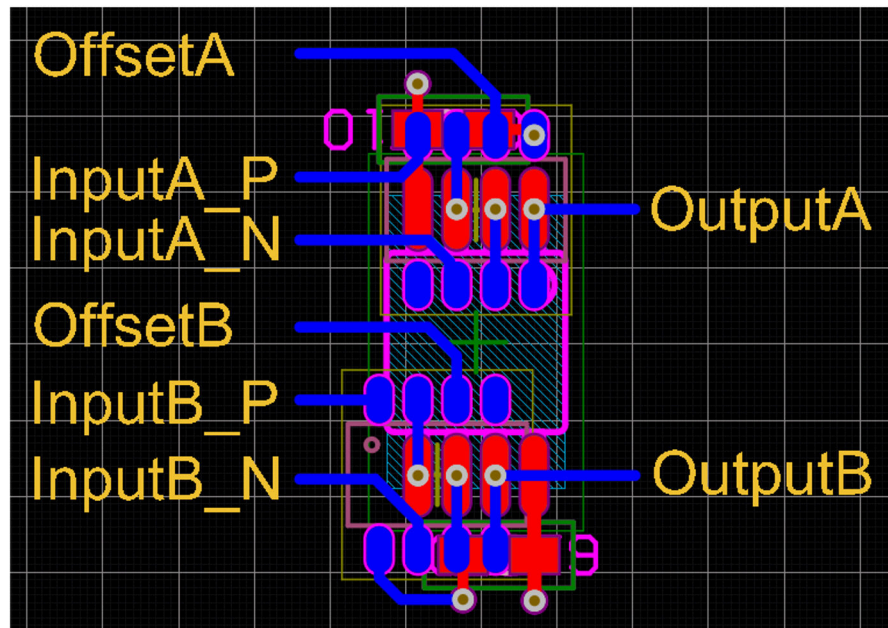 OffsetA
InputA_P
InputA_N
OutputA
OffsetB
InputB_P
InputB_N
OutputB